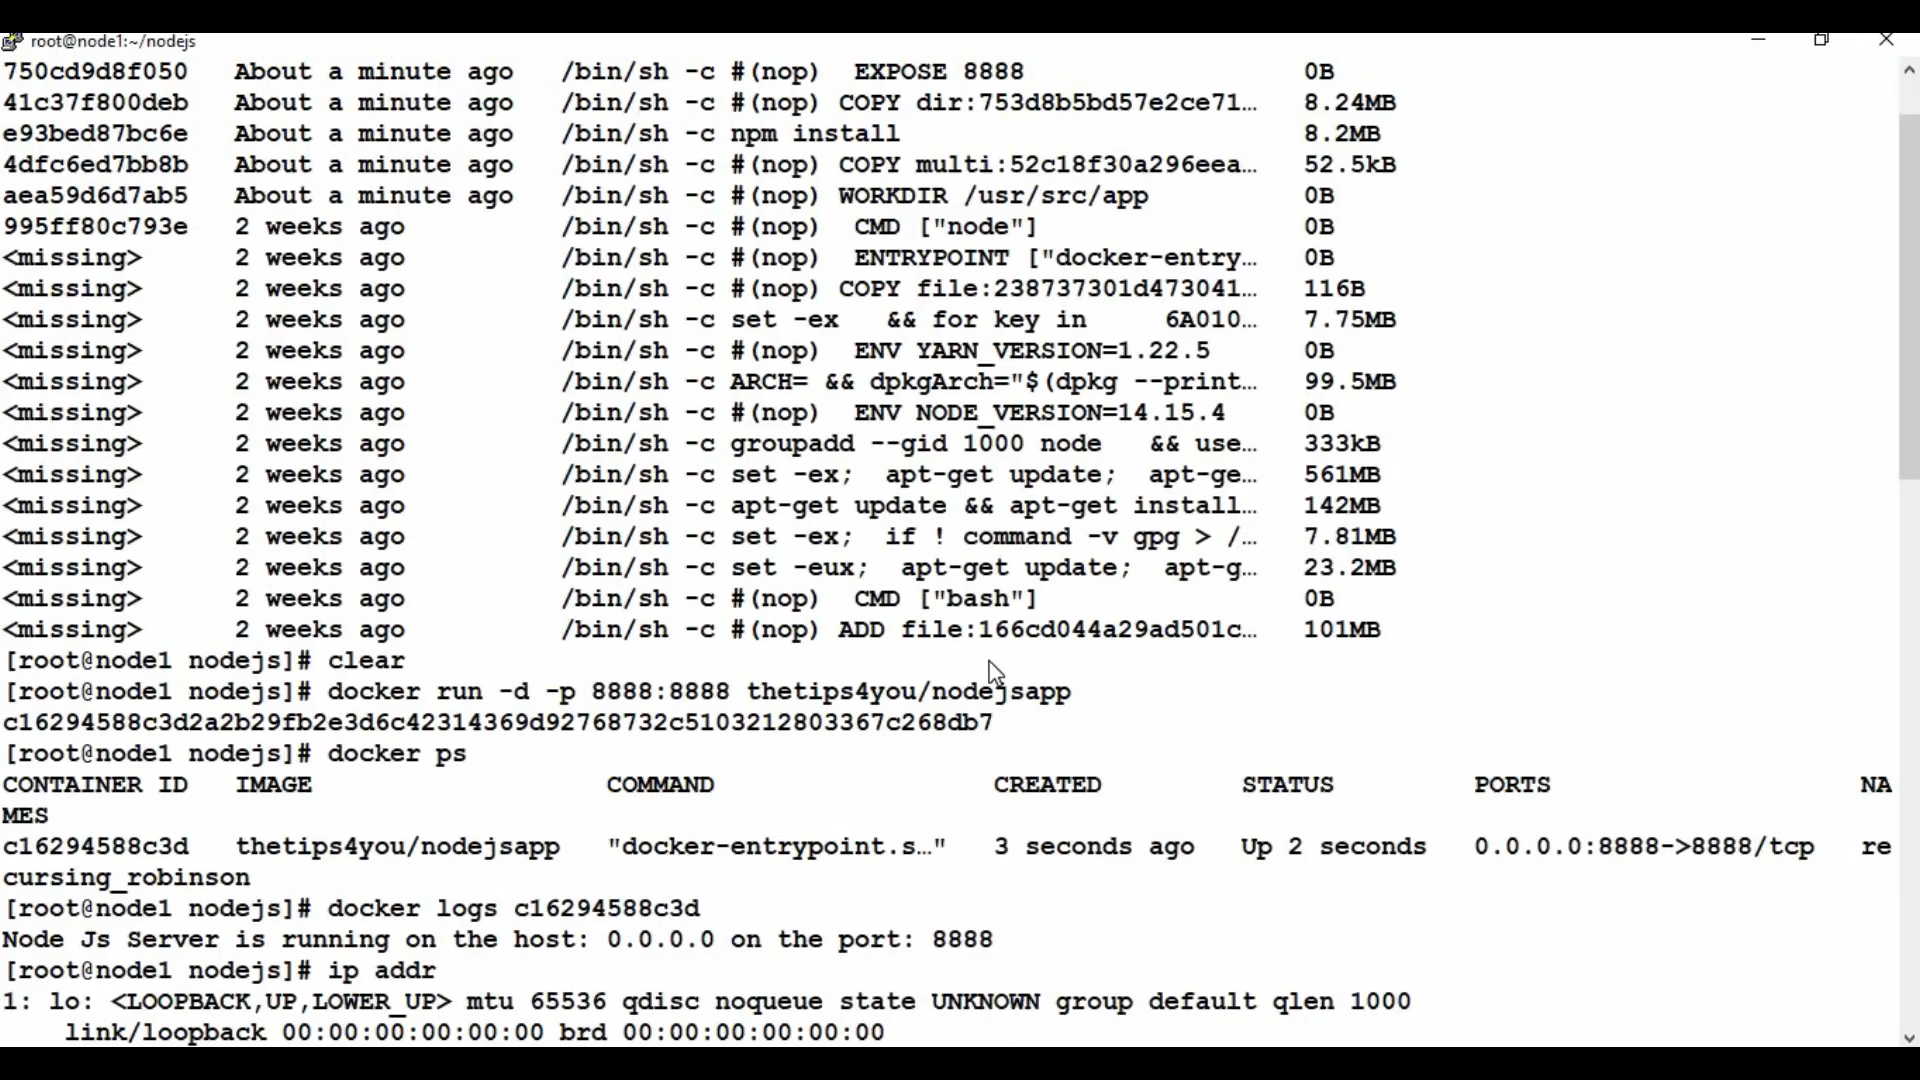 root@node1:~/nodejs
750cd9d8f050   About a minute ago   /bin/sh -c #(nop)  EXPOSE 8888                  0B
41c37f800deb   About a minute ago   /bin/sh -c #(nop) COPY dir:753d8b5bd57e2ce71…   8.24MB
e93bed87bc6e   About a minute ago   /bin/sh -c npm install                          8.2MB
4dfc6ed7bb8b   About a minute ago   /bin/sh -c #(nop) COPY multi:52c18f30a296eea…   52.5kB
aea59d6d7ab5   About a minute ago   /bin/sh -c #(nop) WORKDIR /usr/src/app          0B
995ff80c793e   2 weeks ago          /bin/sh -c #(nop)  CMD ["node"]                 0B
<missing>      2 weeks ago          /bin/sh -c #(nop)  ENTRYPOINT ["docker-entry…   0B
<missing>      2 weeks ago          /bin/sh -c #(nop) COPY file:238737301d473041…   116B
<missing>      2 weeks ago          /bin/sh -c set -ex   && for key in     6A010…   7.75MB
<missing>      2 weeks ago          /bin/sh -c #(nop)  ENV YARN_VERSION=1.22.5      0B
<missing>      2 weeks ago          /bin/sh -c ARCH= && dpkgArch="$(dpkg --print…   99.5MB
<missing>      2 weeks ago          /bin/sh -c #(nop)  ENV NODE_VERSION=14.15.4     0B
<missing>      2 weeks ago          /bin/sh -c groupadd --gid 1000 node   && use…   333kB
<missing>      2 weeks ago          /bin/sh -c set -ex;  apt-get update;  apt-ge…   561MB
<missing>      2 weeks ago          /bin/sh -c apt-get update && apt-get install…   142MB
<missing>      2 weeks ago          /bin/sh -c set -ex;  if ! command -v gpg > /…   7.81MB
<missing>      2 weeks ago          /bin/sh -c set -eux;  apt-get update;  apt-g…   23.2MB
<missing>      2 weeks ago          /bin/sh -c #(nop)  CMD ["bash"]                 0B
<missing>      2 weeks ago          /bin/sh -c #(nop) ADD file:166cd044a29ad501c…   101MB
[root@node1 nodejs]# clear
[root@node1 nodejs]# docker run -d -p 8888:8888 thetips4you/nodejsapp
c16294588c3d2a2b29fb2e3d6c42314369d92768732c5103212803367c268db7
[root@node1 nodejs]# docker ps
CONTAINER ID   IMAGE                   COMMAND                  CREATED         STATUS         PORTS                    NA
MES
c16294588c3d   thetips4you/nodejsapp   "docker-entrypoint.s…"   3 seconds ago   Up 2 seconds   0.0.0.0:8888->8888/tcp   re
cursing_robinson
[root@node1 nodejs]# docker logs c16294588c3d
Node Js Server is running on the host: 0.0.0.0 on the port: 8888
[root@node1 nodejs]# ip addr
1: lo: <LOOPBACK,UP,LOWER_UP> mtu 65536 qdisc noqueue state UNKNOWN group default qlen 1000
    link/loopback 00:00:00:00:00:00 brd 00:00:00:00:00:00